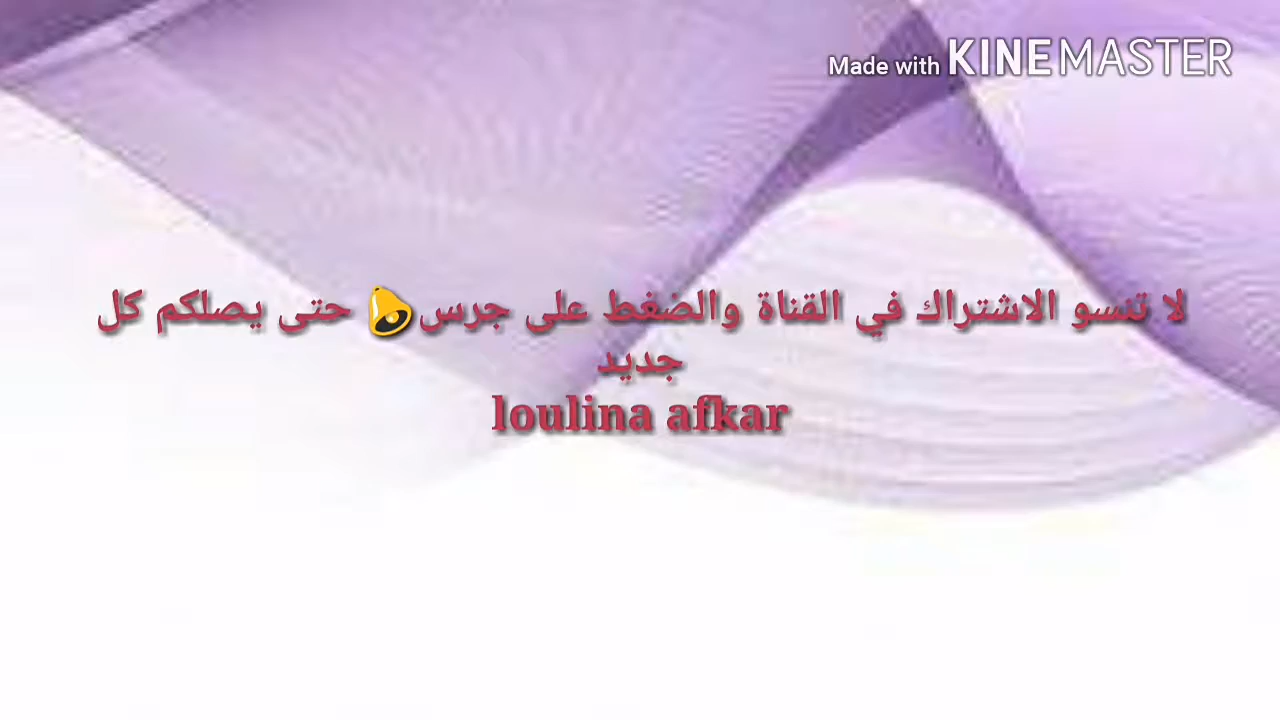 Made with KINEMASTER
لا تنسو الاشتراك في القناة والضغط على جرس🔔 حتى يصلكم كل
جديد
loulina afkar